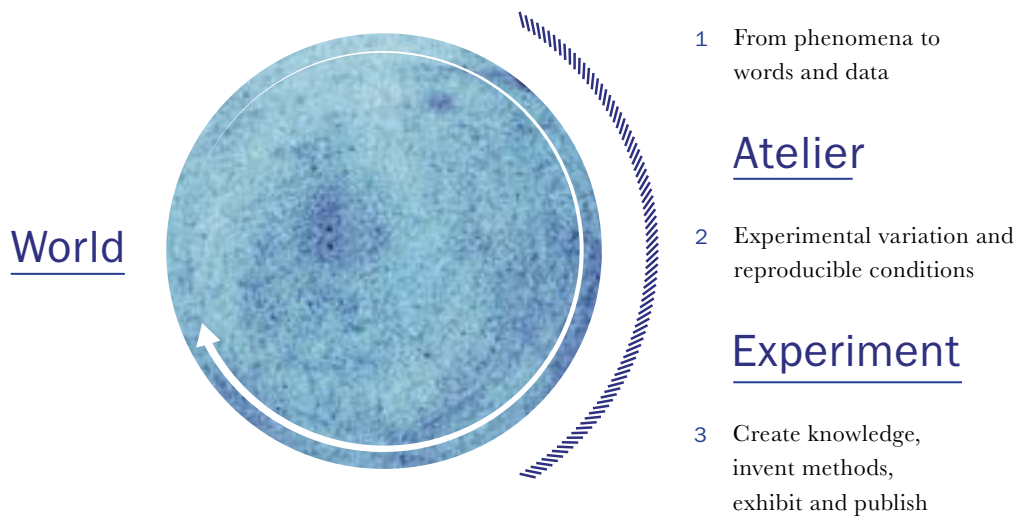 World
1 From phenomena to
words and data
Atelier
2 Experimental variation and
reproducible conditions
Experiment
3 Create knowledge,
invent methods,
exhibit and publish